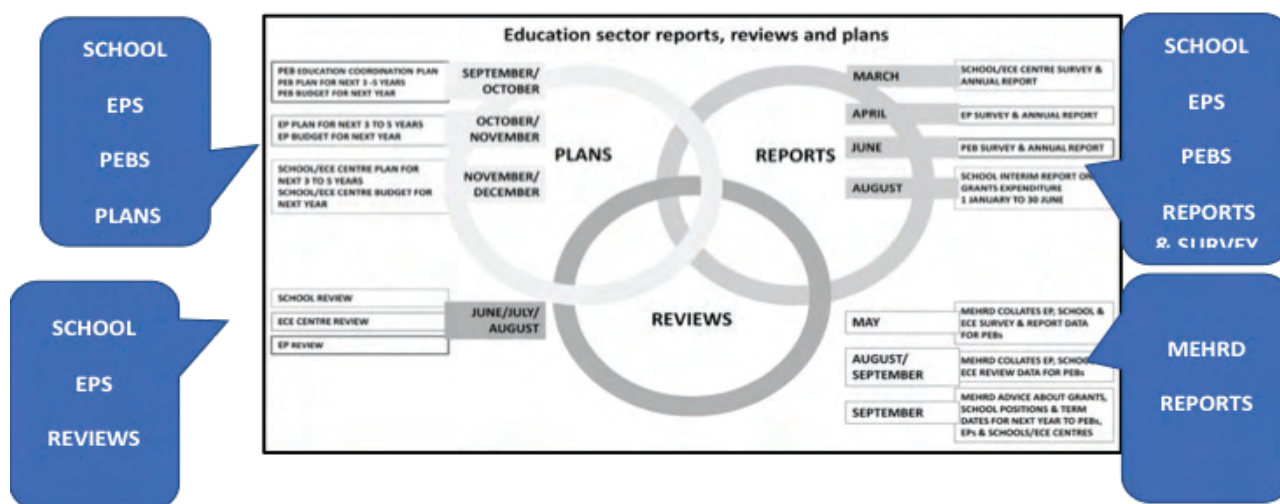 SCHOOL
EPS
PEBS
PLANS
SCHOOL
EPS
REVIEWS
Education sector reports, reviews and plans
PEB EDUCATION COORDINATION PLAN
PEB PLAN FOR NEXT 3 -5 YEARS
PEB BUDGET FOR NEXT YEAR
SEPTEMBER/
OCTOBER
EP PLAN FOR NEXT 3 TO 5 YEARS
EP BUDGET FOR NEXT YEAR
OCTOBER/
NOVEMBER
SCHOOL/ECE CENTRE PLAN FOR
NEXT 3 TO 5 YEARS
SCHOOL/ECE CENTRE BUDGET FOR
NEXT YEAR
NOVEMBER/
DECEMBER
PLANS
REPORTS
REVIEWS
MARCH
SCHOOL/ECE CENTRE SURVEY &
ANNUAL REPORT
APRIL
EP SURVEY & ANNUAL REPORT
JUNE
PEB SURVEY & ANNUAL REPORT
AUGUST
SCHOOL INTERIM REPORT ON
GRANTS EXPENDITURE
1 JANUARY TO 30 JUNE
SCHOOL REVIEW
ECE CENTRE REVIEW
EP REVIEW
JUNE/JULY/
AUGUST
MAY
MEHRD COLLATES EP, SCHOOL &
ECE SURVEY & REPORT DATA
FOR PEBs
AUGUST/
SEPTEMBER
MEHRD COLLATES EP, SCHOOL
ECE REVIEW DATA FOR PEBs
SEPTEMBER
MEHRD ADVICE ABOUT GRANTS,
SCHOOL POSITIONS & TERM
DATES FOR NEXT YEAR TO PEBs,
EPs & SCHOOLS/ECE CENTRES
SCHOOL
EPS
PEBS
REPORTS
& SURVEY
MEHRD
REPORTS